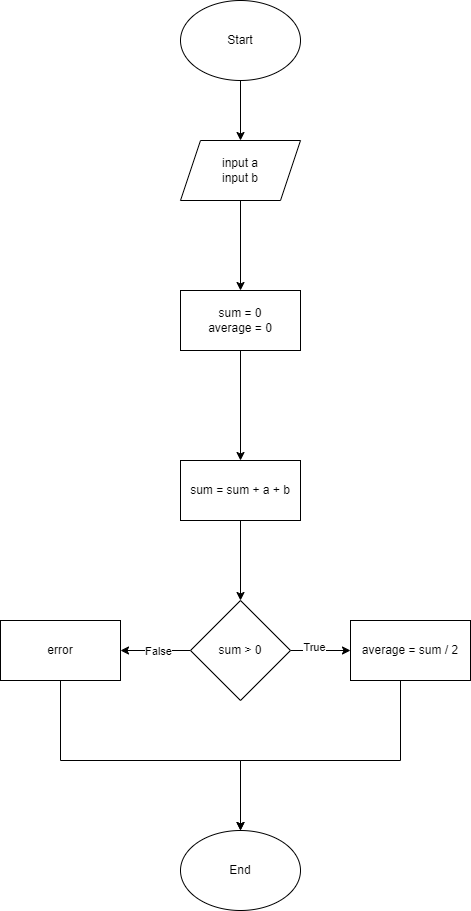 Start
input a
input b
sum = 0
average = 0
sum = sum + a + b
error
False
sum > 0
True
average = sum / 2
End